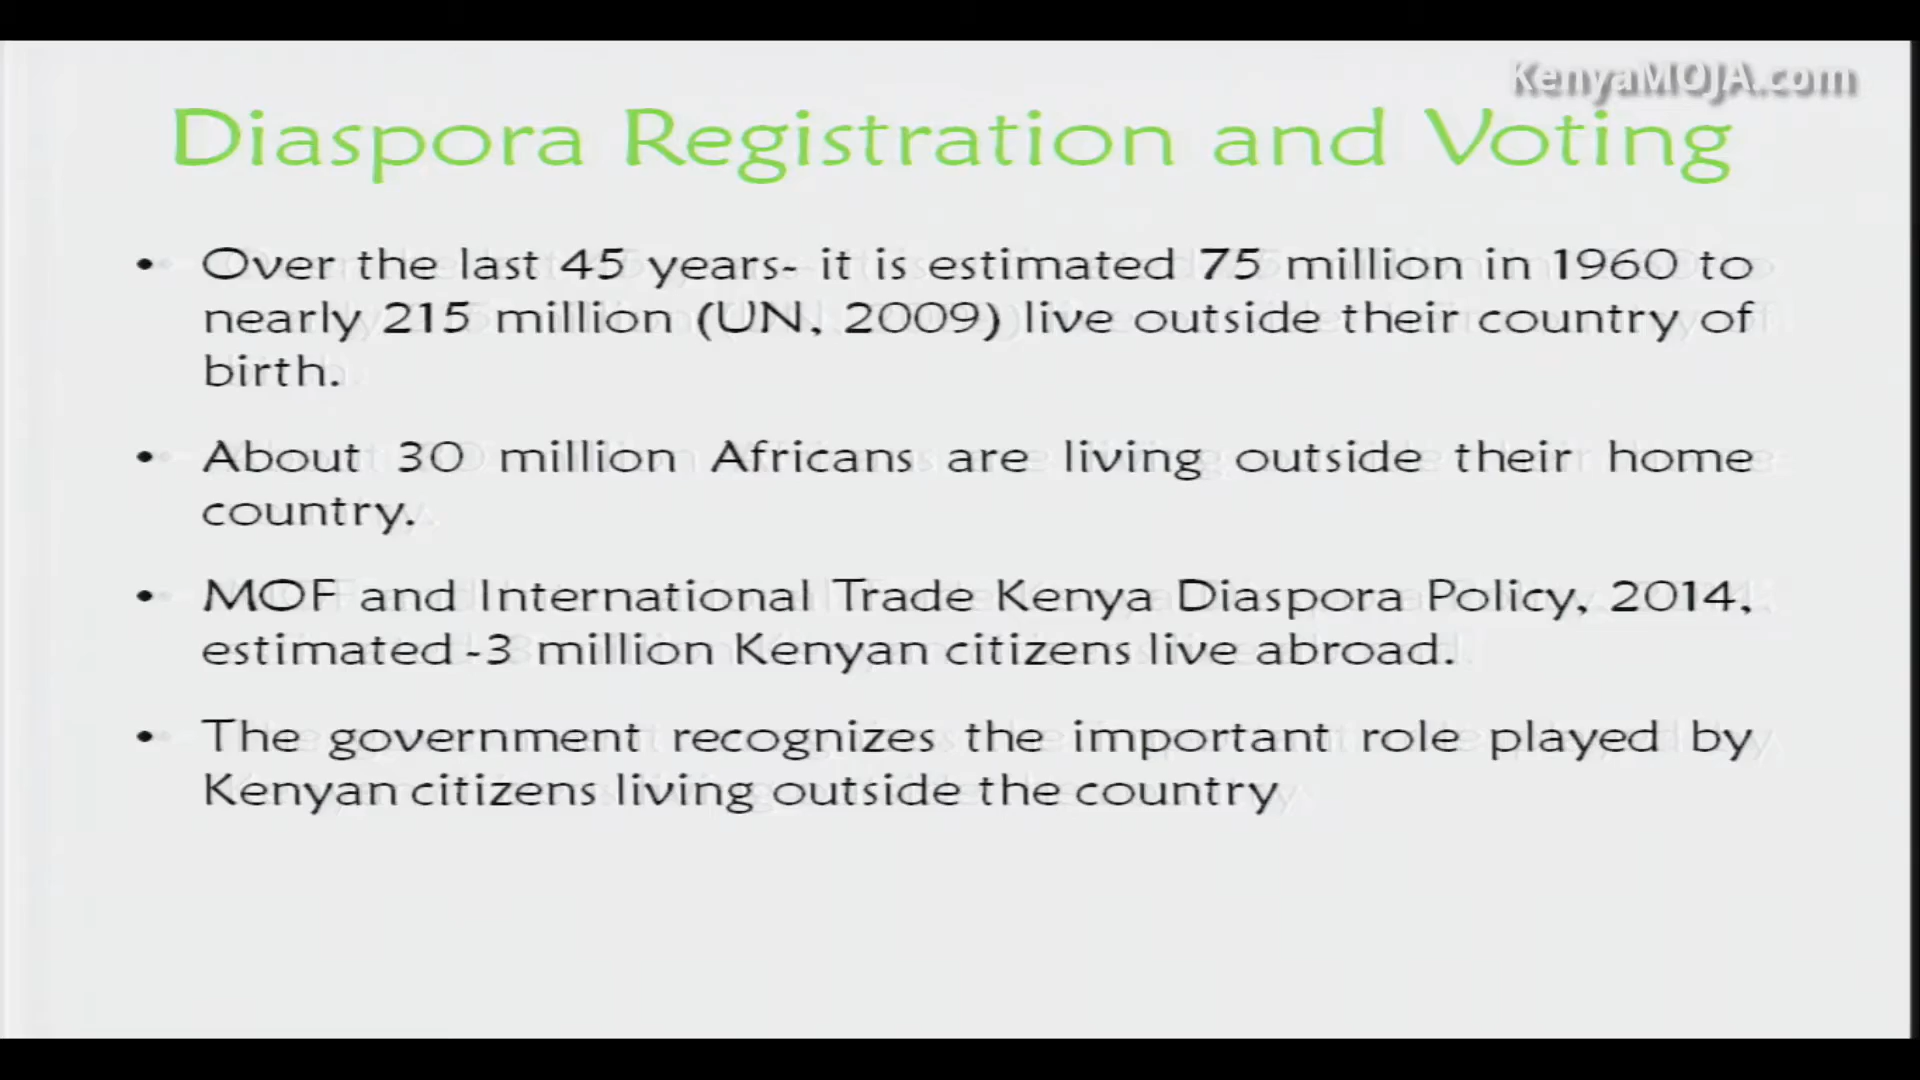 KenyaMOJA.com
Diaspora Registration and Voting
• Over the last 45 years- it is estimated 75 million in 1960 to
nearly 215 million (UN, 2009) live outside their country of
birth.
• About 30 million Africans are living outside their home
country.
• MOF and International Trade Kenya Diaspora Policy, 2014,
estimated -3 million Kenyan citizens live abroad.
• The government recognizes the important role played by
Kenyan citizens living outside the country